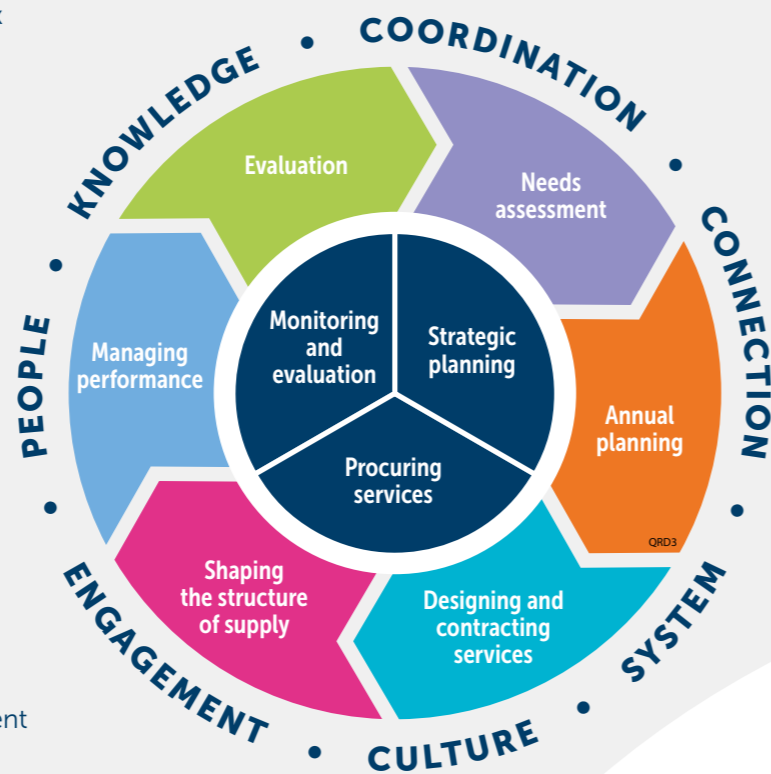 x
KNOWLEDGE • COORDINATION • CONNECTION • SYSTEM • CULTURE • ENGAGEMENT • PEOPLE •
Evaluation
Needs
assessment
Annual
planning
QRD3
Designing and
contracting
services
Shaping
the structure
of supply
Managing
performance
Monitoring
and
evaluation
Strategic
planning
Procuring
services
ent